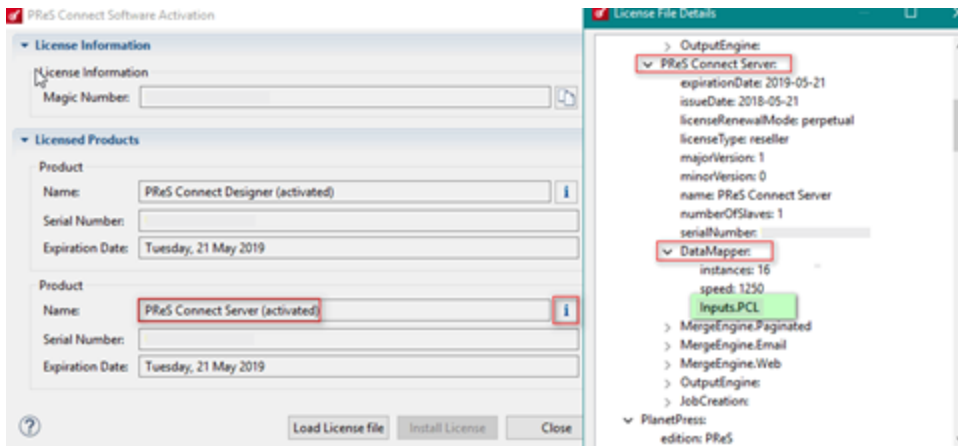 PReS Connect Software Activation
License Information
License Information
Magic Number:
Licensed Products
Product
Name: PReS Connect Designer (activated) i
Serial Number:
Expiration Date: Tuesday, 21 May 2019
Product
Name: PReS Connect Server (activated) i
Serial Number:
Expiration Date: Tuesday, 21 May 2019
? Load License file Install License Close
License File Details
OutputEngine:
PReS Connect Server:
expirationDate: 2019-05-21
issueDate: 2018-05-21
licenseRenewalMode: perpetual
licenseType: reseller
majorVersion: 1
minorVersion: 0
name: PReS Connect Server
numberOfSlaves: 1
serialNumber:
DataMapper:
instances: 16
speed: 1250
Inputs.PCL
MergeEngine.Paginated
MergeEngine.Email
MergeEngine.Web
OutputEngine:
JobCreation:
PlanetPress:
edition: PReS